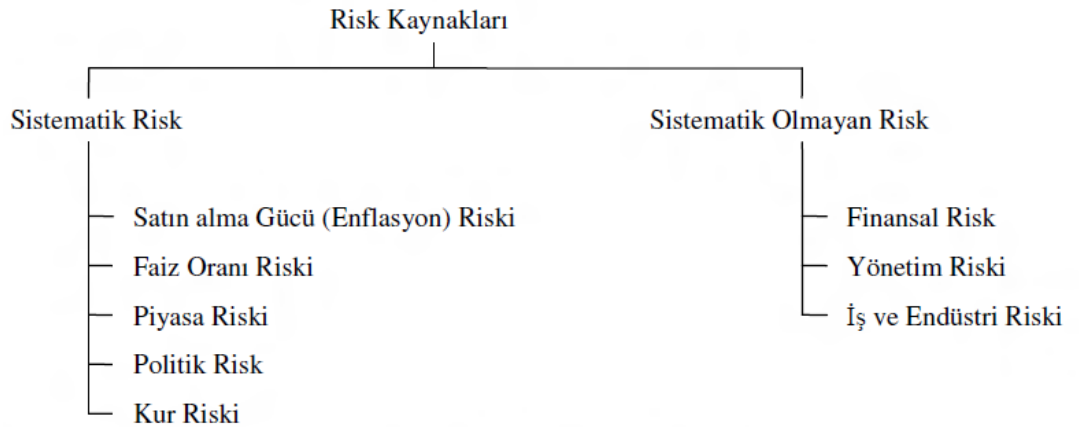 Risk Kaynakları
Sistematik Risk
Satın alma Gücü (Enflasyon) Riski
Faiz Oranı Riski
Piyasa Riski
Politik Risk
Kur Riski
Sistematik Olmayan Risk
Finansal Risk
Yönetim Riski
İş ve Endüstri Riski